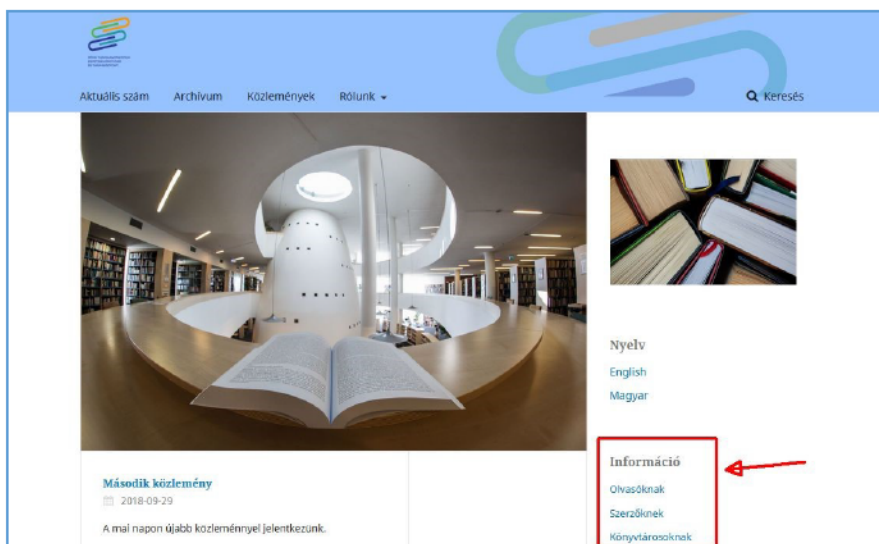 Aktuális szám Archívum Közlemények Rólunk Keresés
Nyelv
English
Magyar
Információ
Olvasóknak
Szerzőknek
Könyvtárosoknak
Második közlemény
2018-09-29
A mai napon újabb közleménnyel jelentkezünk.